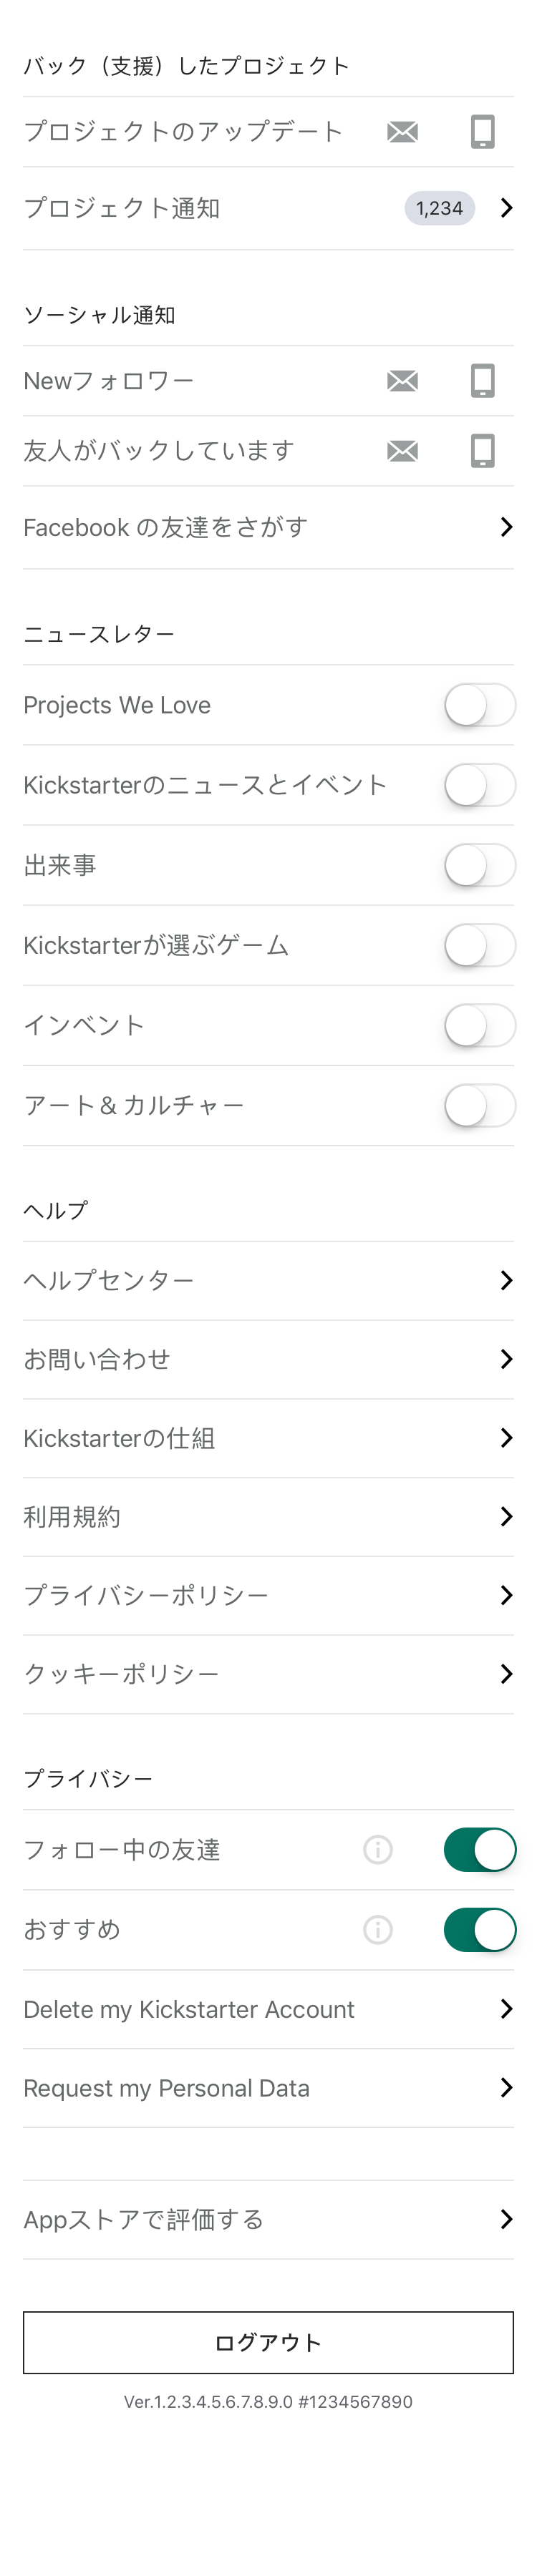 バック（支援）したプロジェクト
プロジェクトのアップデート
プロジェクト通知 1,234
ソーシャル通知
Newフォロワー
友人がバックしています
Facebook の友達をさがす
ニュースレター
Projects We Love
Kickstarterのニュースとイベント
出来事
Kickstarterが選ぶゲーム
インベント
アート＆カルチャー
ヘルプ
ヘルプセンター
お問い合わせ
Kickstarterの仕組
利用規約
プライバシーポリシー
クッキーポリシー
プライバシー
フォロー中の友達
おすすめ
Delete my Kickstarter Account
Request my Personal Data
Appストアで評価する
ログアウト
Ver.1.2.3.4.5.6.7.8.9.0 #1234567890